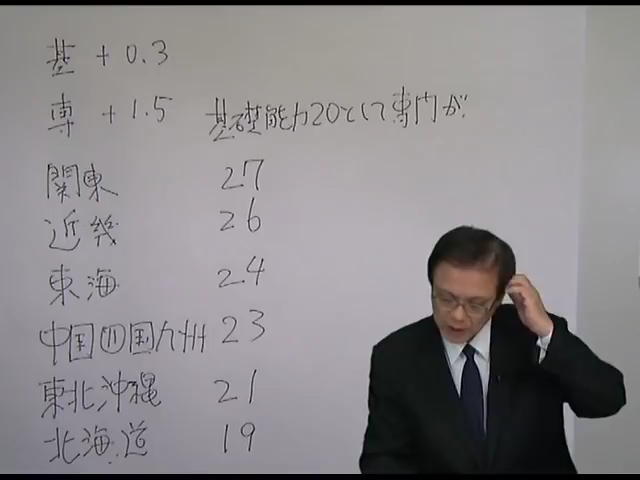 基 + 0.3
専 + 1.5 基礎能力20として専門が
関東 27
近畿 26
東海 24
中国四国九州 23
東北沖縄 21
北海道 19